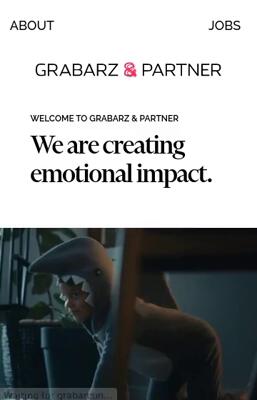 ABOUT JOBS
GRABARZ & PARTNER
WELCOME TO GRABARZ & PARTNER
We are creating
emotional impact.
Waiting for grabarzun...